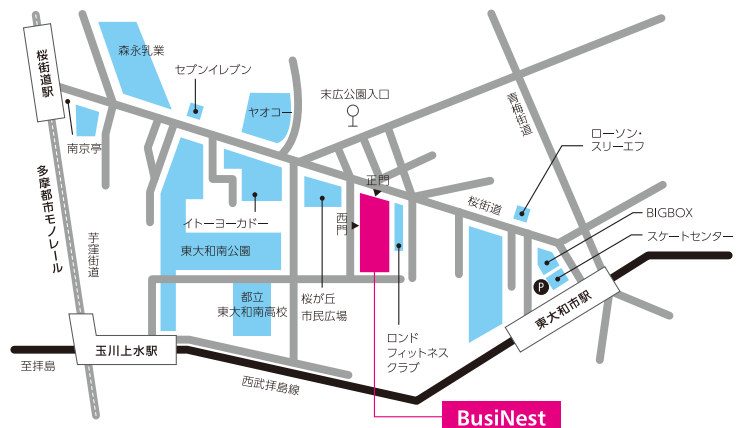 森永乳業
セブンイレブン
桜街道駅
ヤオコー
末広公園入口
青梅街道
ローソン・
スリーエフ
南京亭
正門
多摩都市モノレール
芋窪街道
イトーヨーカドー
西門
桜街道
BIGBOX
スケートセンター
東大和南公園
P
都立
東大和南高校
桜が丘
市民広場
東大和市駅
ロンド
フィットネス
クラブ
玉川上水駅
至拝島
西武拝島線
BusiNest